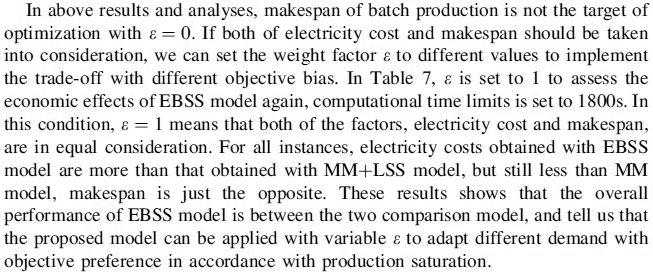 In above results and analyses, makespan of batch production is not the target of
optimization with ε = 0. If both of electricity cost and makespan should be taken
into consideration, we can set the weight factor ε to different values to implement
the trade-off with different objective bias. In Table 7, ε is set to 1 to assess the
economic effects of EBSS model again, computational time limits is set to 1800s. In
this condition, ε = 1 means that both of the factors, electricity cost and makespan,
are in equal consideration. For all instances, electricity costs obtained with EBSS
model are more than that obtained with MM+LSS model, but still less than MM
model, makespan is just the opposite. These results shows that the overall
performance of EBSS model is between the two comparison model, and tell us that
the proposed model can be applied with variable ε to adapt different demand with
objective preference in accordance with production saturation.